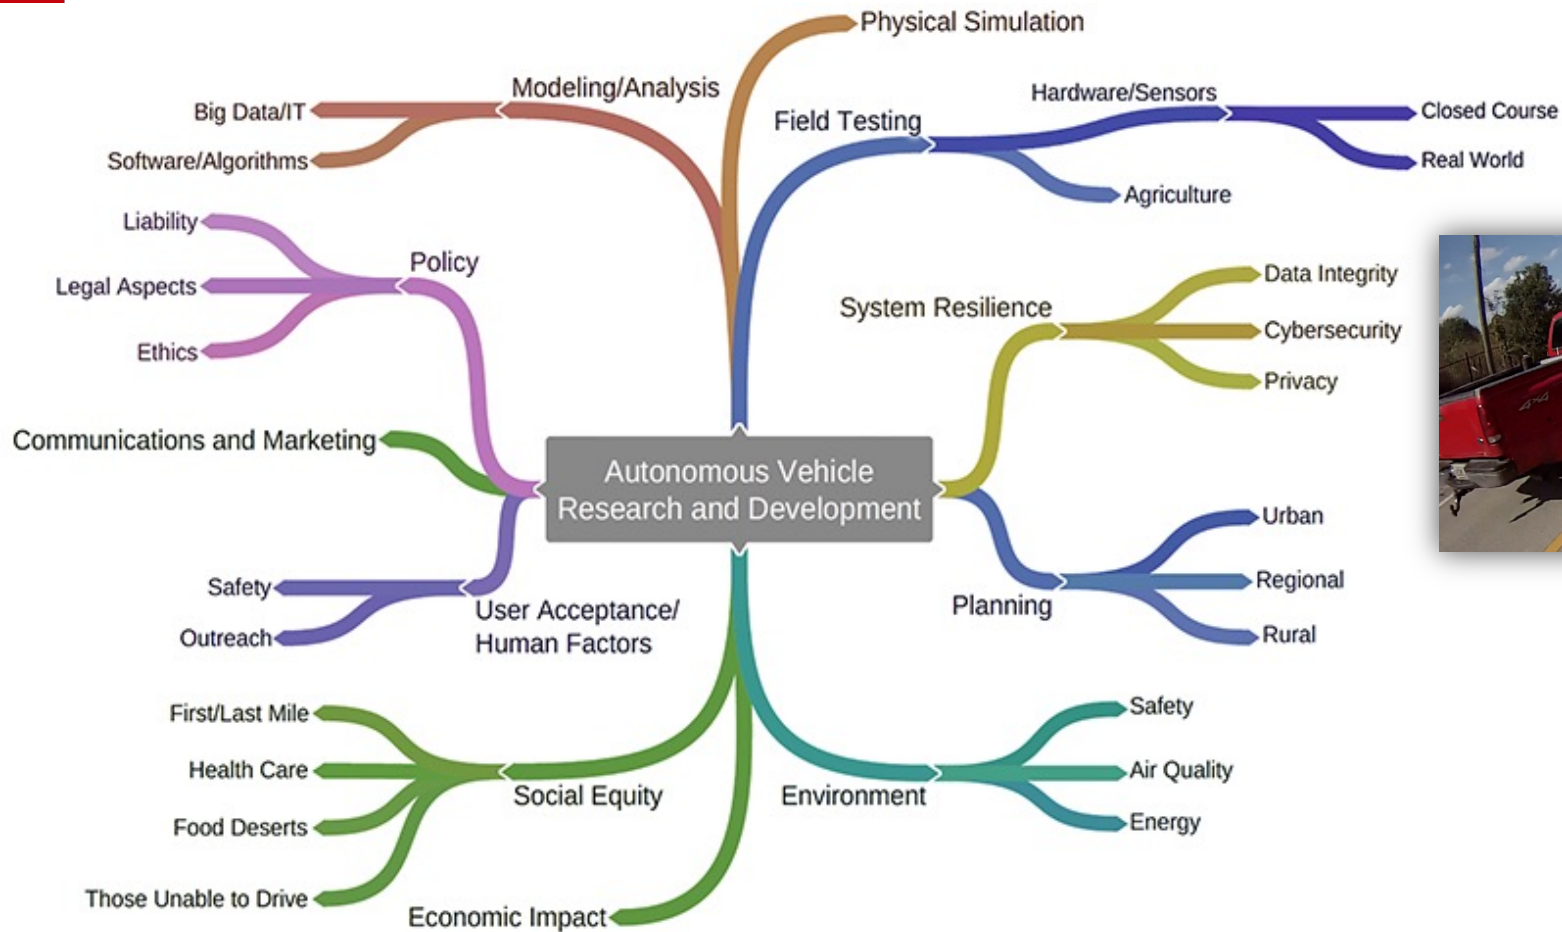 Physical Simulation
Modeling/Analysis
Big Data/IT
Software/Algorithms
Field Testing
Hardware/Sensors
Closed Course
Real World
Agriculture
Liability
Policy
Legal Aspects
Ethics
System Resilience
Data Integrity
Cybersecurity
Privacy
Communications and Marketing
Autonomous Vehicle
Research and Development
Urban
Regional
Planning
Rural
Safety
User Acceptance/
Human Factors
Outreach
First/Last Mile
Health Care
Social Equity
Food Deserts
Those Unable to Drive
Economic Impact
Environment
Safety
Air Quality
Energy
4x4